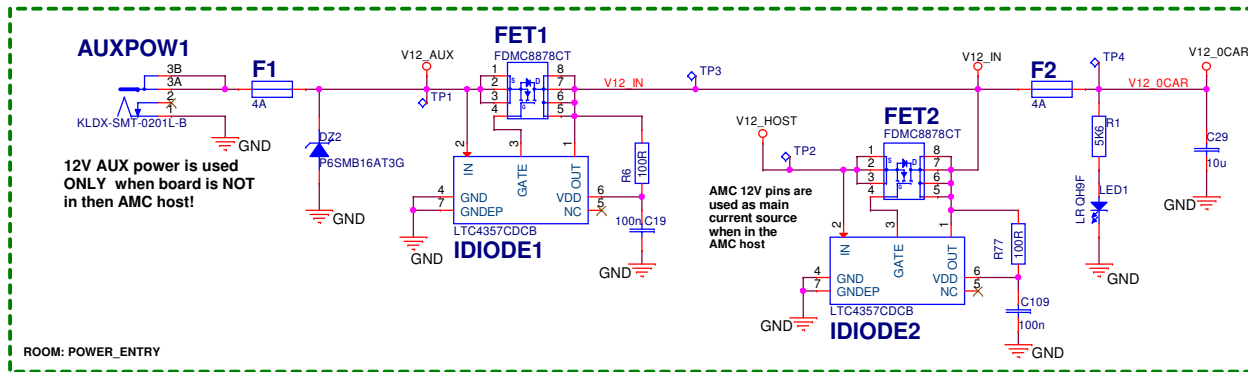 AUXPOW1
3B
3A
2
1
KLDX-SMT-0201L-B
GND
12V AUX power is used
ONLY when board is NOT
in then AMC host!
F1
4A
DZ2
P6SMB16AT3G
GND
V12_AUX
TP1
FET1
FDMC8878CT
1
2
3
4
8
7
6
5
S
D
G
V12_IN
TP3
2
3
1
IN
GATE
OUT
4
7
GND
GNDEP
VDD
NC
6
5
LTC4357CDCB
IDIODE1
GND
R6
100R
100n
C19
GND
V12_HOST
TP2
AMC 12V pins are
used as main
current source
when in the
AMC host
FET2
FDMC8878CT
1
2
3
4
8
7
6
5
S
D
G
2
3
1
IN
GATE
OUT
4
7
GND
GNDEP
VDD
NC
6
5
LTC4357CDCB
IDIODE2
GND
R77
100R
C109
100n
GND
V12_IN
F2
4A
TP4
V12_0CAR
V12_0CAR
R1
5K6
LED1
LR QH9F
GND
C29
10u
GND
ROOM: POWER_ENTRY